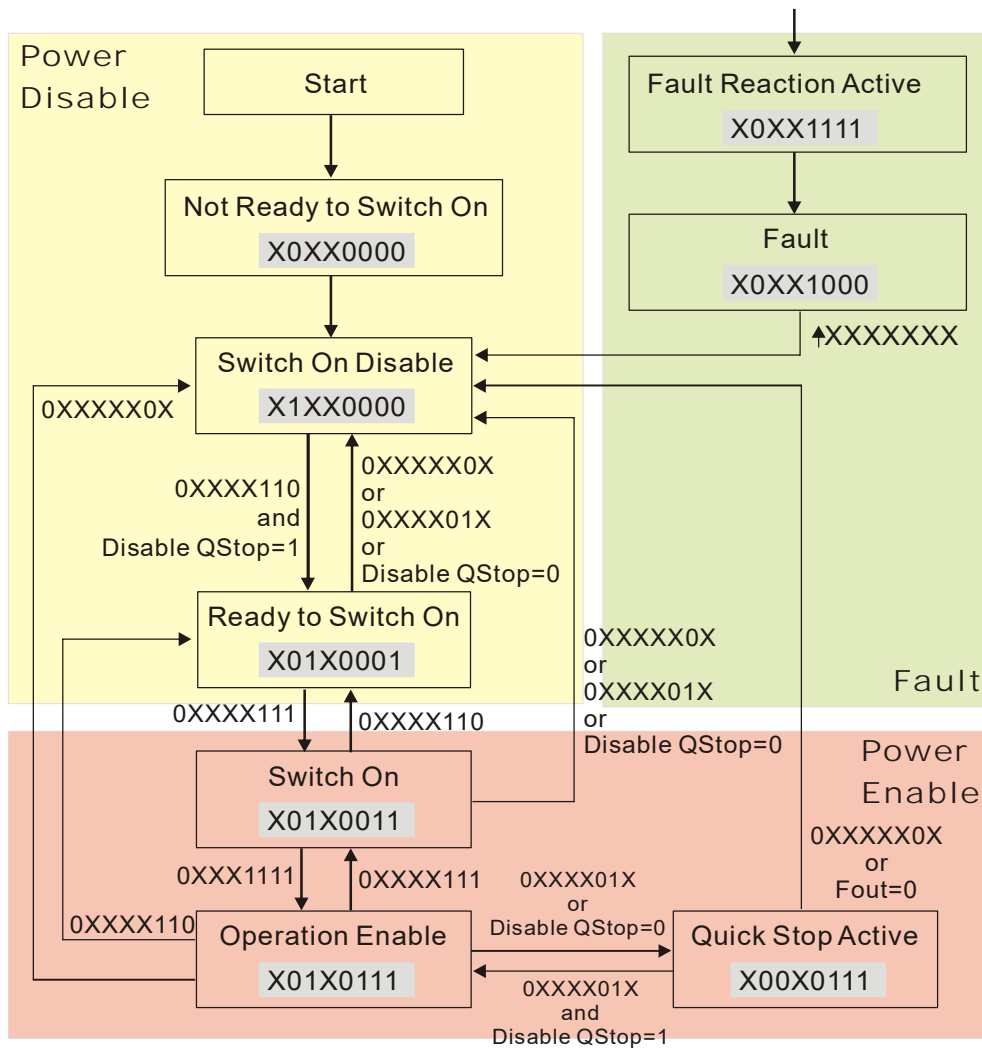 Power
Disable
Start
Not Ready to Switch On
X0XX0000
Switch On Disable
X1XX0000
0XXXXX0X
0XXXX110
and
Disable QStop=1
0XXXXX0X
or
0XXXX01X
or
Disable QStop=0
Ready to Switch On
X01X0001
0XXXX111
0XXXX110
Fault Reaction Active
X0XX1111
Fault
X0XX1000
XXXXXXX
Fault
0XXXXX0X
or
0XXXX01X
or
Disable QStop=0
Power
Enable
Switch On
X01X0011
0XXX1111
0XXXX111
0XXXX110
Operation Enable
X01X0111
0XXXX01X
or
Disable QStop=0
0XXXX01X
and
Disable QStop=1
0XXXXX0X
or
Fout=0
Quick Stop Active
X00X0111